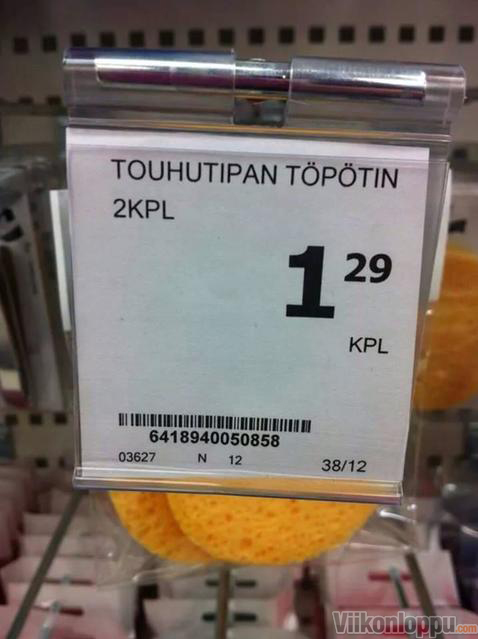 TOUHUTIPAN TÖPÖTIN
2KPL
1 29
KPL
6418940050858
03627 N 12 38/12
Viikonloppu.com